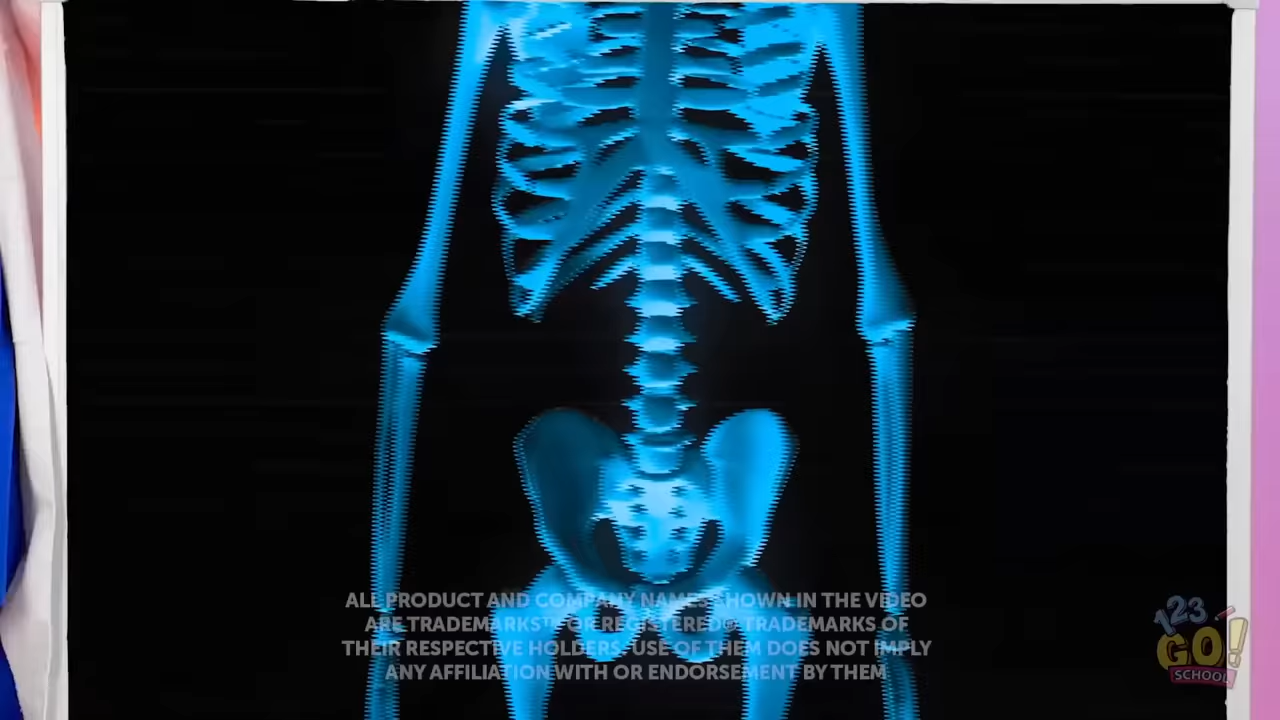 ALL PRODUCT AND COMPANY NAMES SHOWN IN THE VIDEO
ARE TRADEMARKS™ OR REGISTERED® TRADEMARKS OF
THEIR RESPECTIVE HOLDERS. USE OF THEM DOES NOT IMPLY
ANY AFFILIATION WITH OR ENDORSEMENT BY THEM
123
GO!
SCHOOL